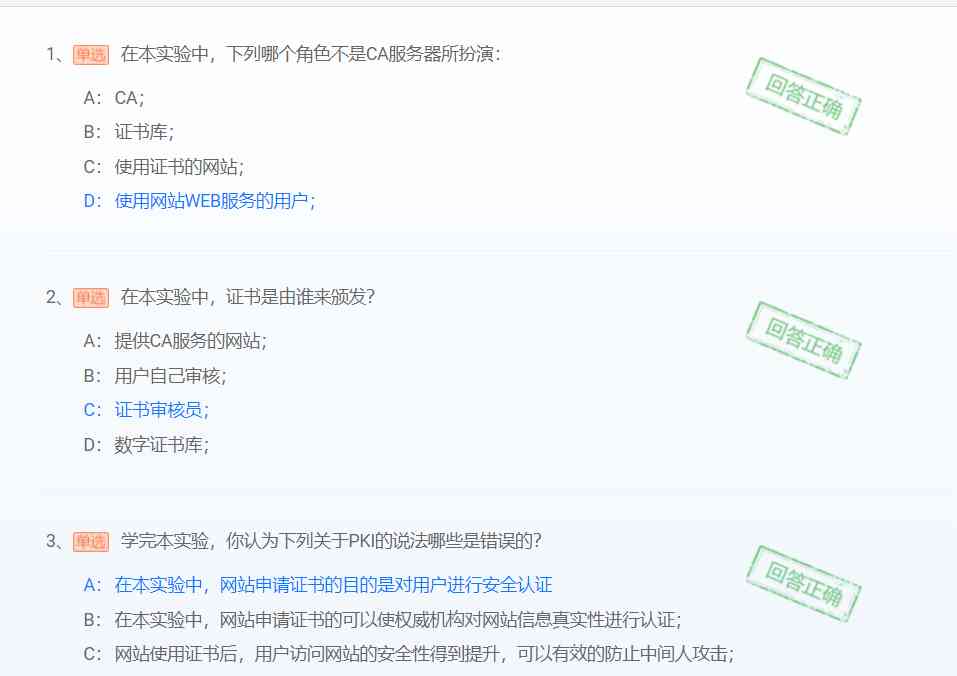 1、 单选 在本实验中，下列哪个角色不是CA服务器所扮演：
A： CA；
回答正确
B： 证书库；
C： 使用证书的网站；
D： 使用网站WEB服务的用户；
2、 单选 在本实验中，证书是由谁来颁发？
A： 提供CA服务的网站；
回答正确
B： 用户自己审核；
C： 证书审核员；
D： 数字证书库；
3、 单选 学完本实验，你认为下列关于PKI的说法哪些是错误的？
A： 在本实验中，网站申请证书的目的是对用户进行安全认证
回答正确
B： 在本实验中，网站申请证书的可以使权威机构对网站信息真实性进行认证；
C： 网站使用证书后，用户访问网站的安全性得到提升，可以有效的防止中间人攻击；